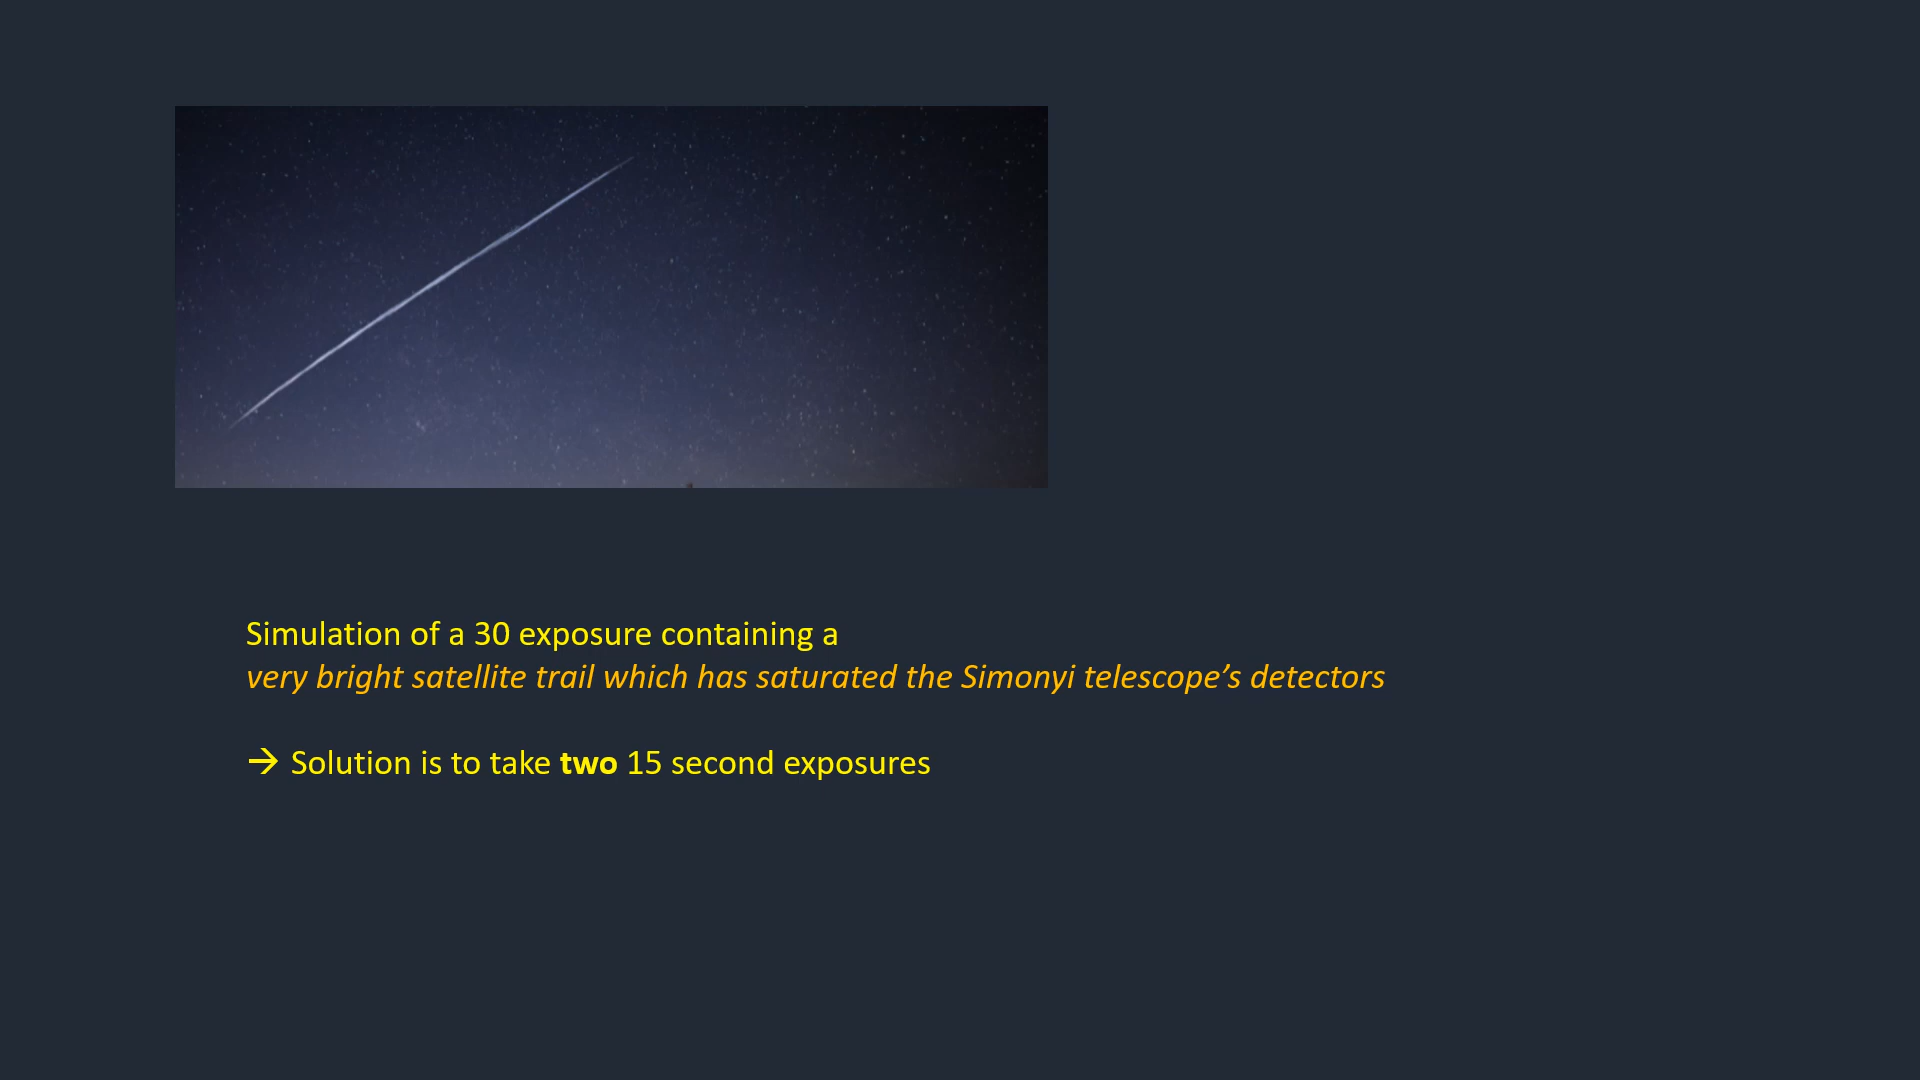 Simulation of a 30 exposure containing a
very bright satellite trail which has saturated the Simonyi telescope’s detectors
→ Solution is to take two 15 second exposures